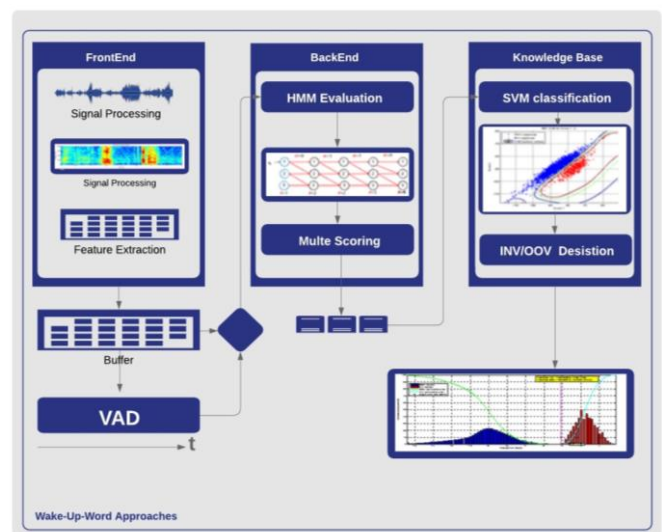 FrontEnd
Signal Processing
Signal Processing
Feature Extraction
Buffer
VAD
t
BackEnd
HMM Evaluation
Multe Scoring
Knowledge Base
SVM classification
INV/OOV Desistion
Wake-Up-Word Approaches